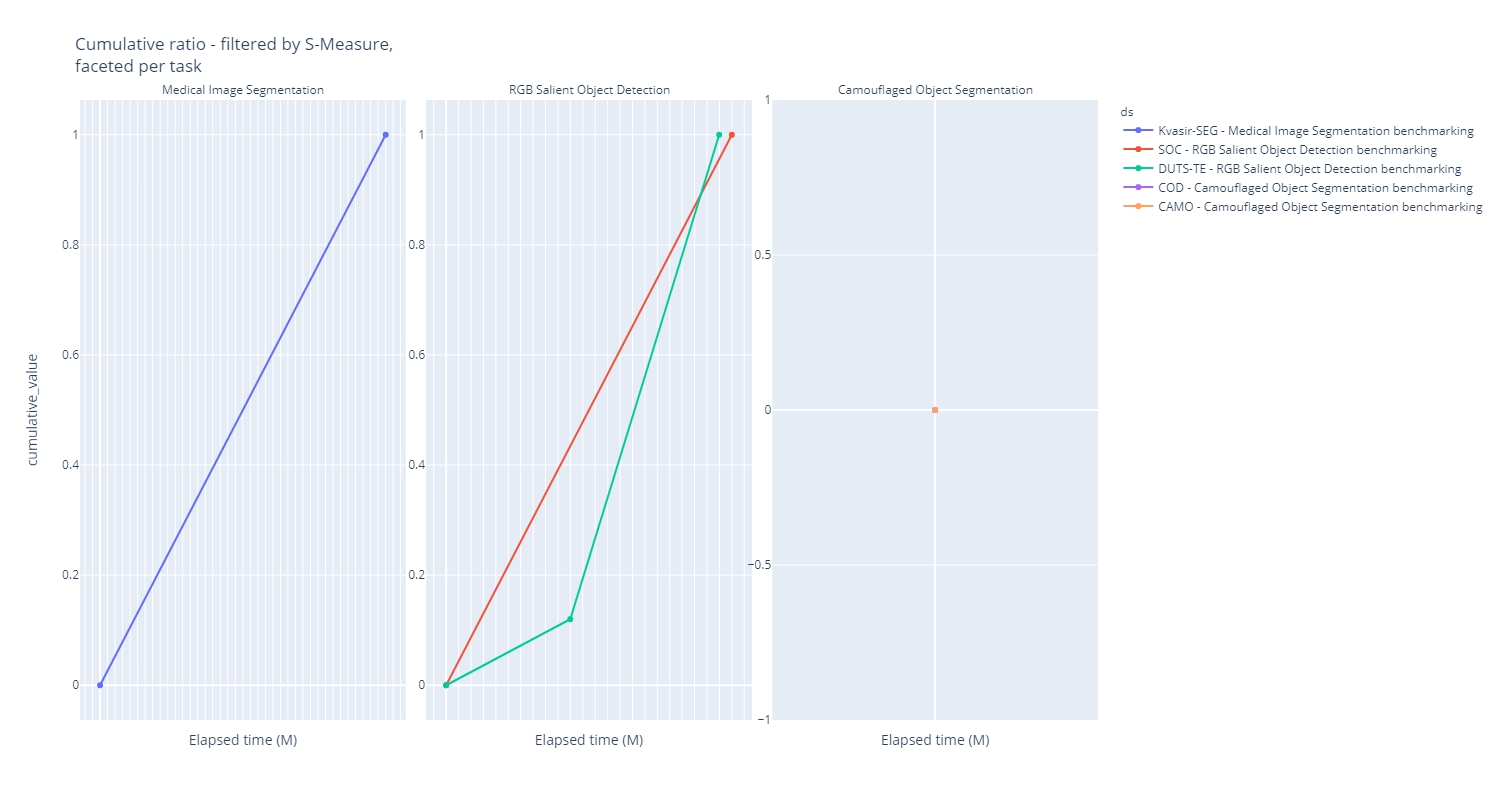 Cumulative ratio - filtered by S-Measure,
faceted per task
Medical Image Segmentation
RGB Salient Object Detection
Camouflaged Object Segmentation
cumulative_value
1
0.8
0.6
0.4
0.2
0
1
0.8
0.6
0.4
0.2
0
1
0.5
0
−0.5
−1
Elapsed time (M)
Elapsed time (M)
Elapsed time (M)
ds
Kvasir-SEG - Medical Image Segmentation benchmarking
SOC - RGB Salient Object Detection benchmarking
DUTS-TE - RGB Salient Object Detection benchmarking
COD - Camouflaged Object Segmentation benchmarking
CAMO - Camouflaged Object Segmentation benchmarking